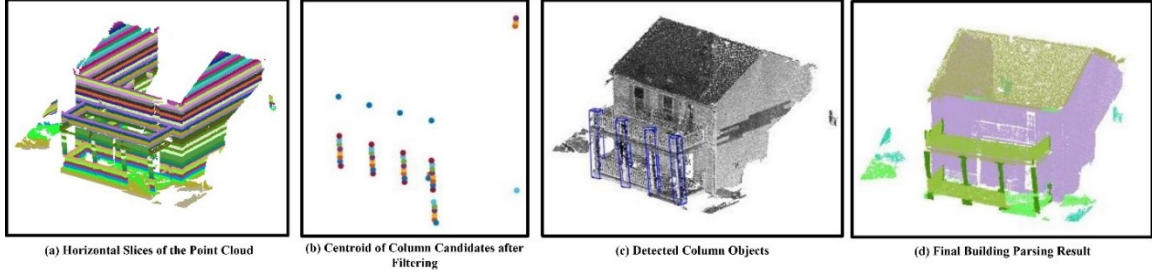 (a) Horizontal Slices of the Point Cloud
(b) Centroid of Column Candidates after
Filtering
(c) Detected Column Objects
(d) Final Building Parsing Result